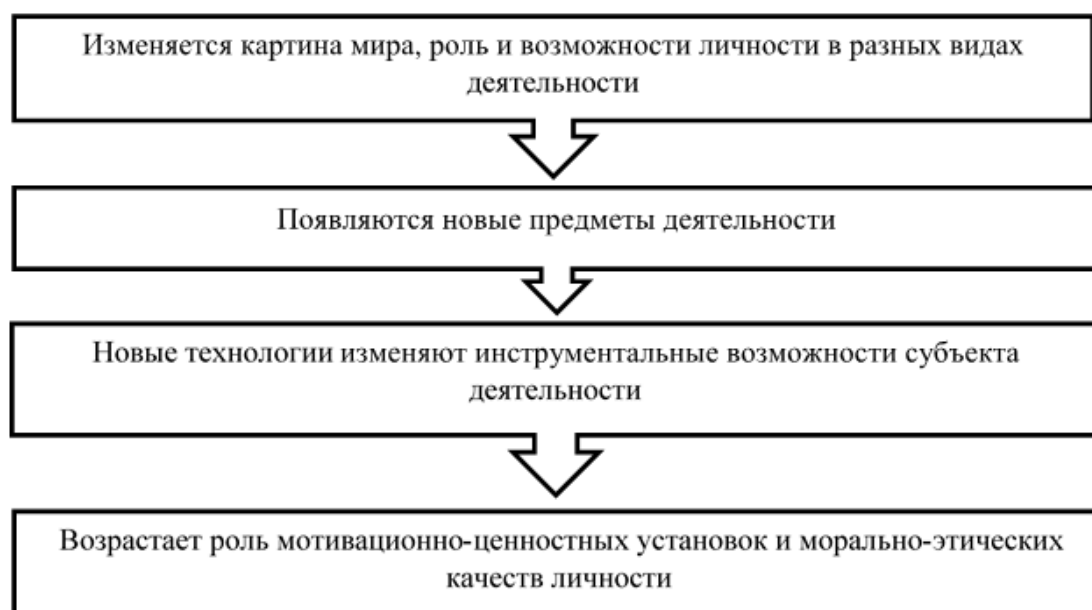 Изменяется картина мира, роль и возможности личности в разных видах
деятельности
Появляются новые предметы деятельности
Новые технологии изменяют инструментальные возможности субъекта
деятельности
Возрастает роль мотивационно-ценностных установок и морально-этических
качеств личности